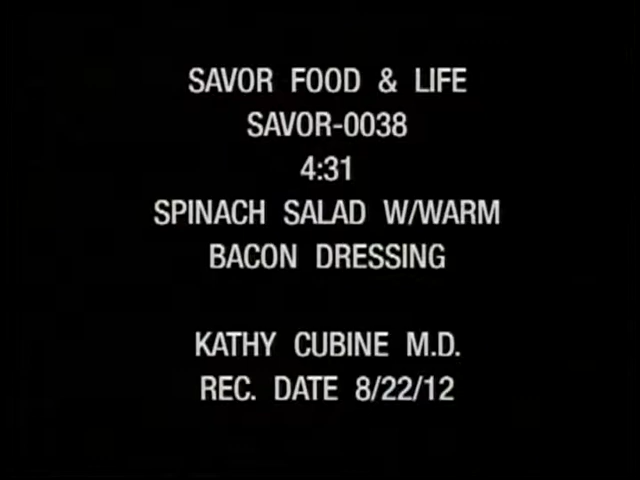 SAVOR FOOD & LIFE
SAVOR-0038
4:31
SPINACH SALAD W/WARM
BACON DRESSING
KATHY CUBINE M.D.
REC. DATE 8/22/12